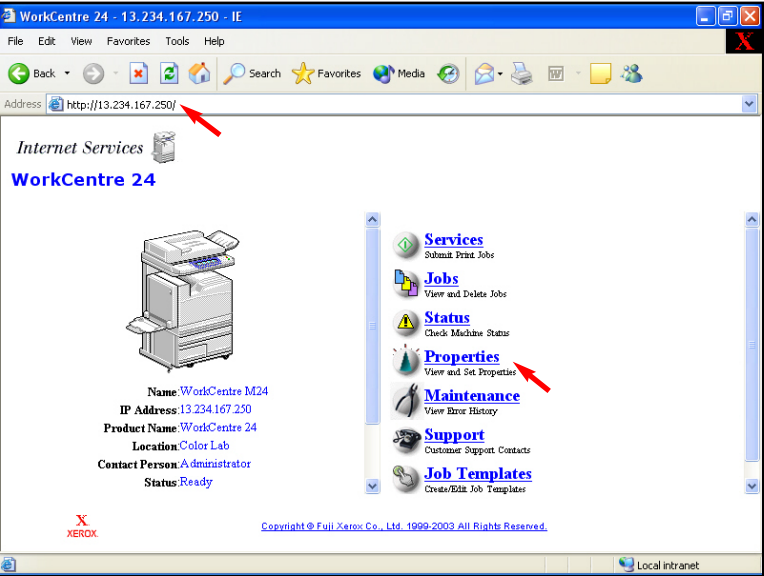 WorkCentre 24 - 13.234.167.250 - IE
File Edit View Favorites Tools Help
X
Back Search Favorites Media
Address http://13.234.167.250/
Internet Services
WorkCentre 24
Services
Submit Print Jobs
Jobs
View and Delete Jobs
Status
Check Machine Status
Properties
View and Set Properties
Maintenance
View Error History
Support
Customer Support Contacts
Job Templates
Create/Edit Job Templates
Name:WorkCentre M24
IP Address:13.234.167.250
Product Name:WorkCentre 24
Location:Color Lab
Contact Person:Administrator
Status:Ready
X
XEROX.
Copyright © Fuji Xerox Co., Ltd. 1999-2003 All Rights Reserved.
Local intranet